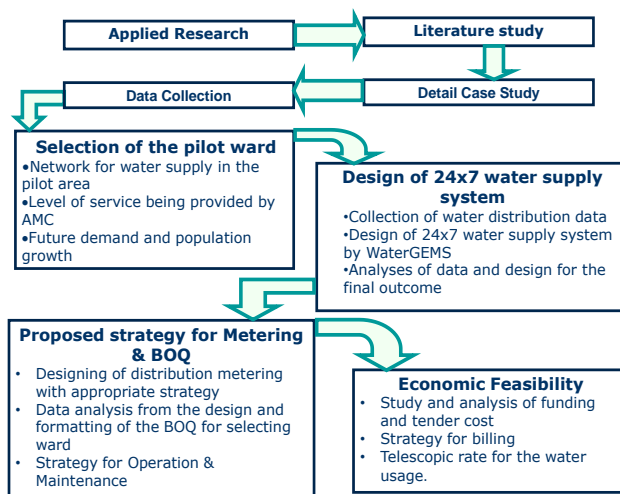 Applied Research
Literature study
Detail Case Study
Data Collection
Selection of the pilot ward
•Network for water supply in the
pilot area
•Level of service being provided by
AMC
•Future demand and population
growth
Design of 24x7 water supply
system
•Collection of water distribution data
•Design of 24x7 water supply system
by WaterGEMS
•Analyses of data and design for the
final outcome
Proposed strategy for Metering
& BOQ
• Designing of distribution metering
with appropriate strategy
• Data analysis from the design and
formatting of the BOQ for selecting
ward
• Strategy for Operation &
Maintenance
Economic Feasibility
• Study and analysis of funding
and tender cost
• Strategy for billing
• Telescopic rate for the water
usage.